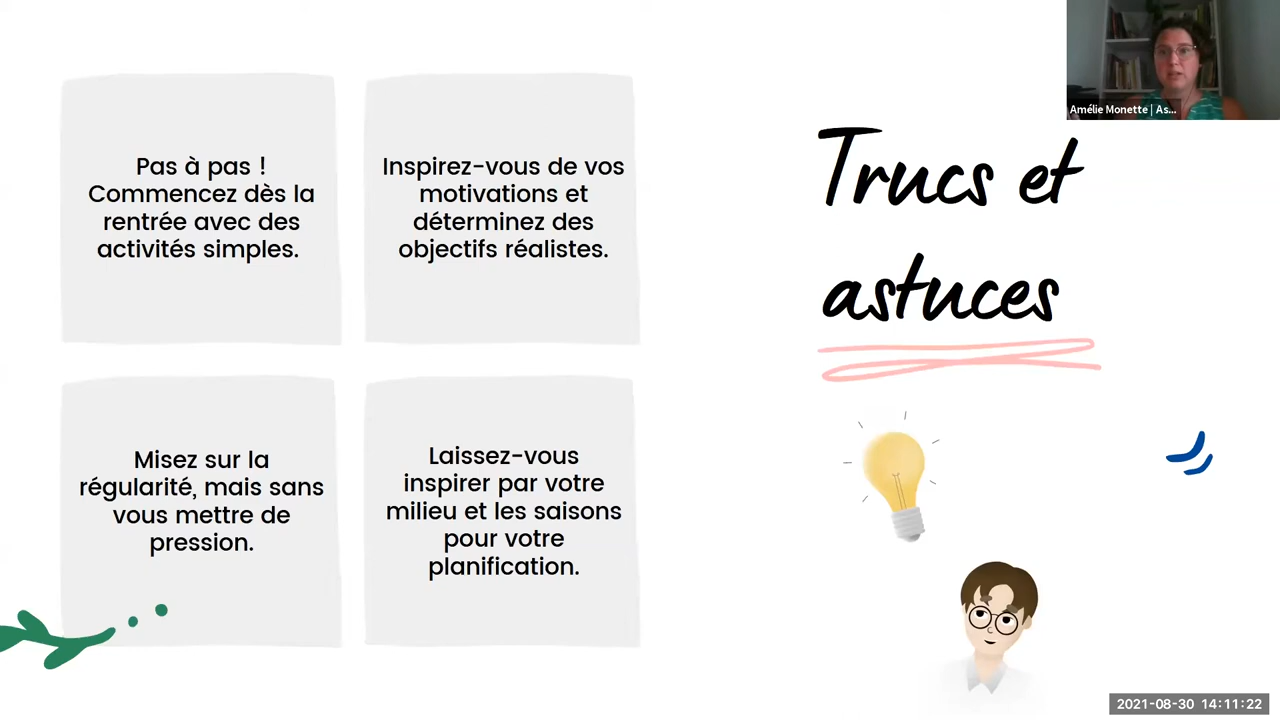 Pas à pas !
Commencez dès la
rentrée avec des
activités simples.
Inspirez-vous de vos
motivations et
déterminez des
objectifs réalistes.
Misez sur la
régularité, mais sans
vous mettre de
pression.
Laissez-vous
inspirer par votre
milieu et les saisons
pour votre
planification.
Trucs et
astuces
Amélie Monette | As...
2021-08-30 14:11:22